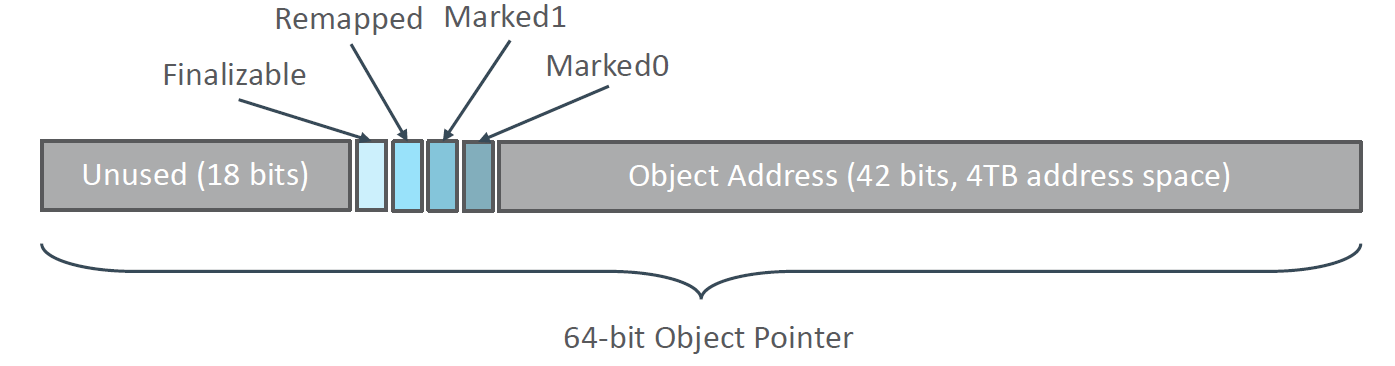 Remapped
Marked1
Finalizable
Marked0
Unused (18 bits)
Object Address (42 bits, 4TB address space)
64-bit Object Pointer